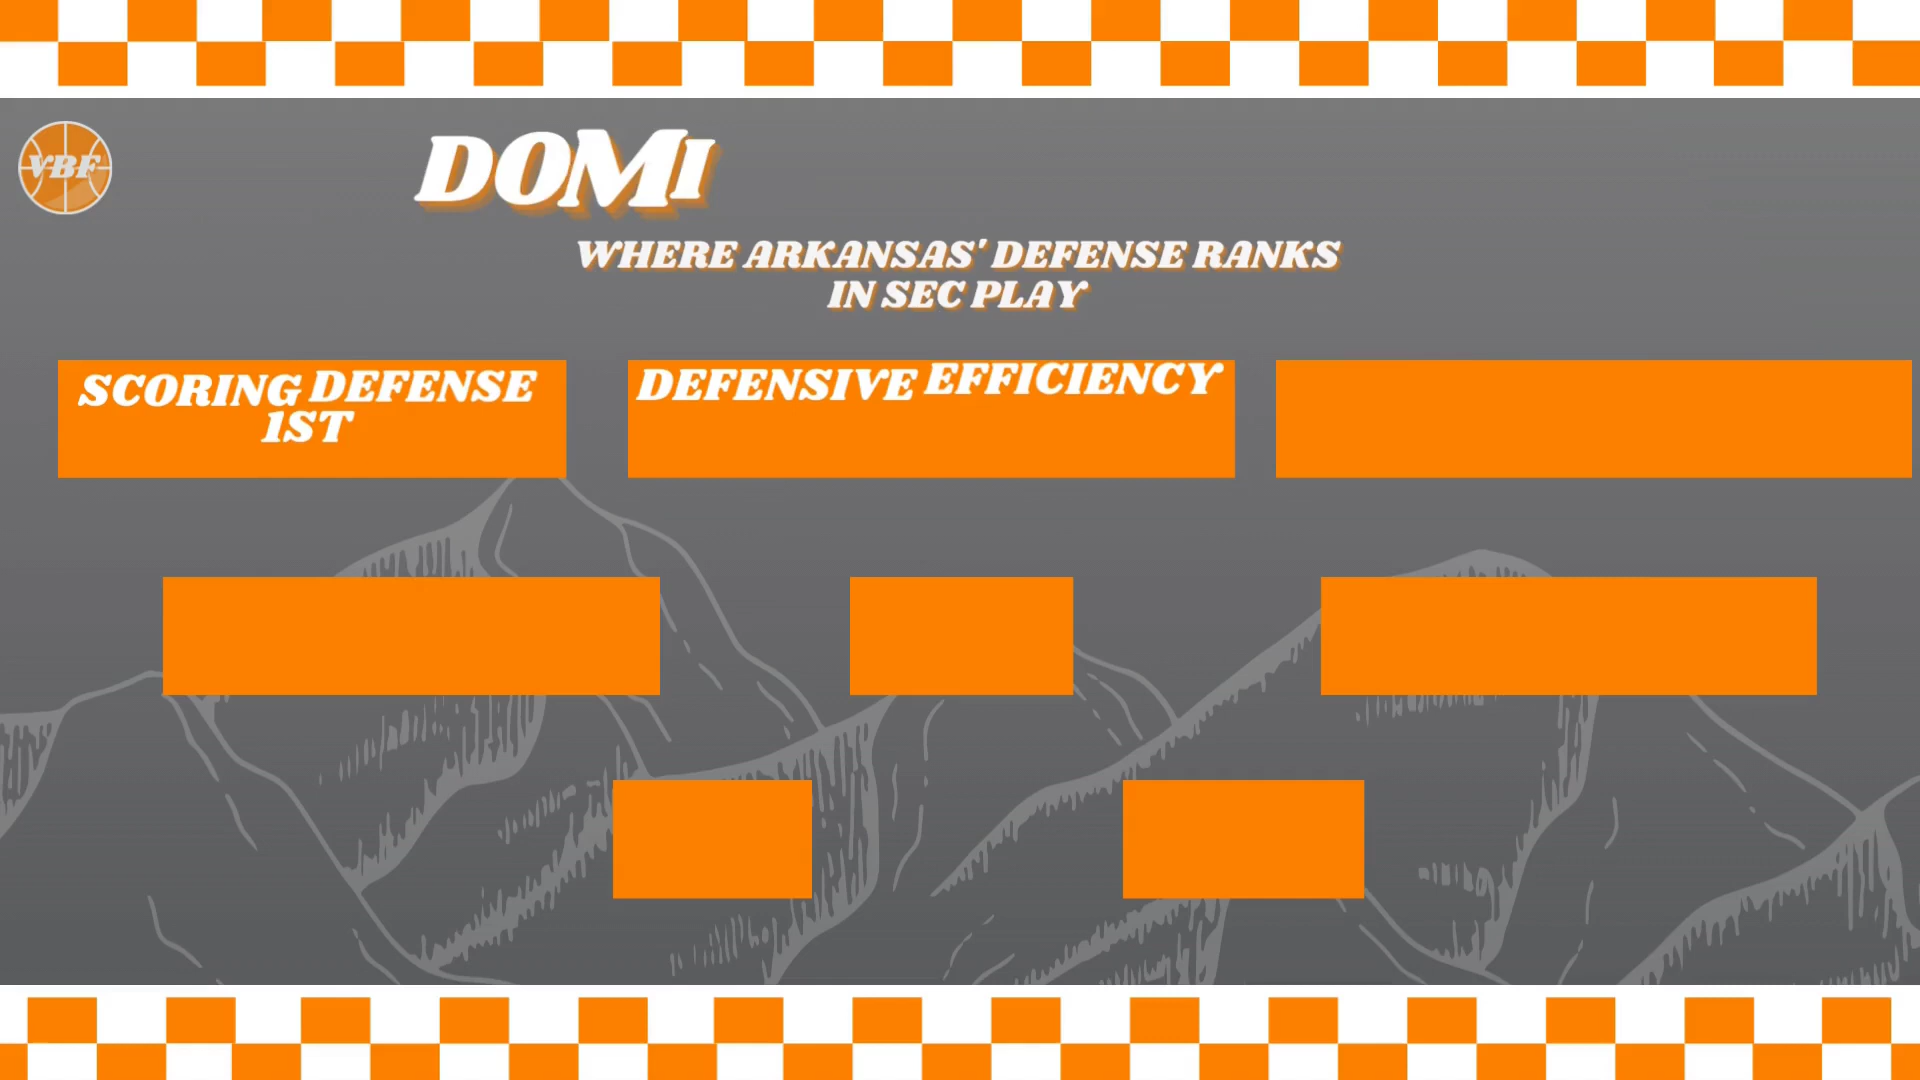 VBF
DOMI
WHERE ARKANSAS' DEFENSE RANKS
IN SEC PLAY
SCORING DEFENSE
1ST
DEFENSIVE EFFICIENCY